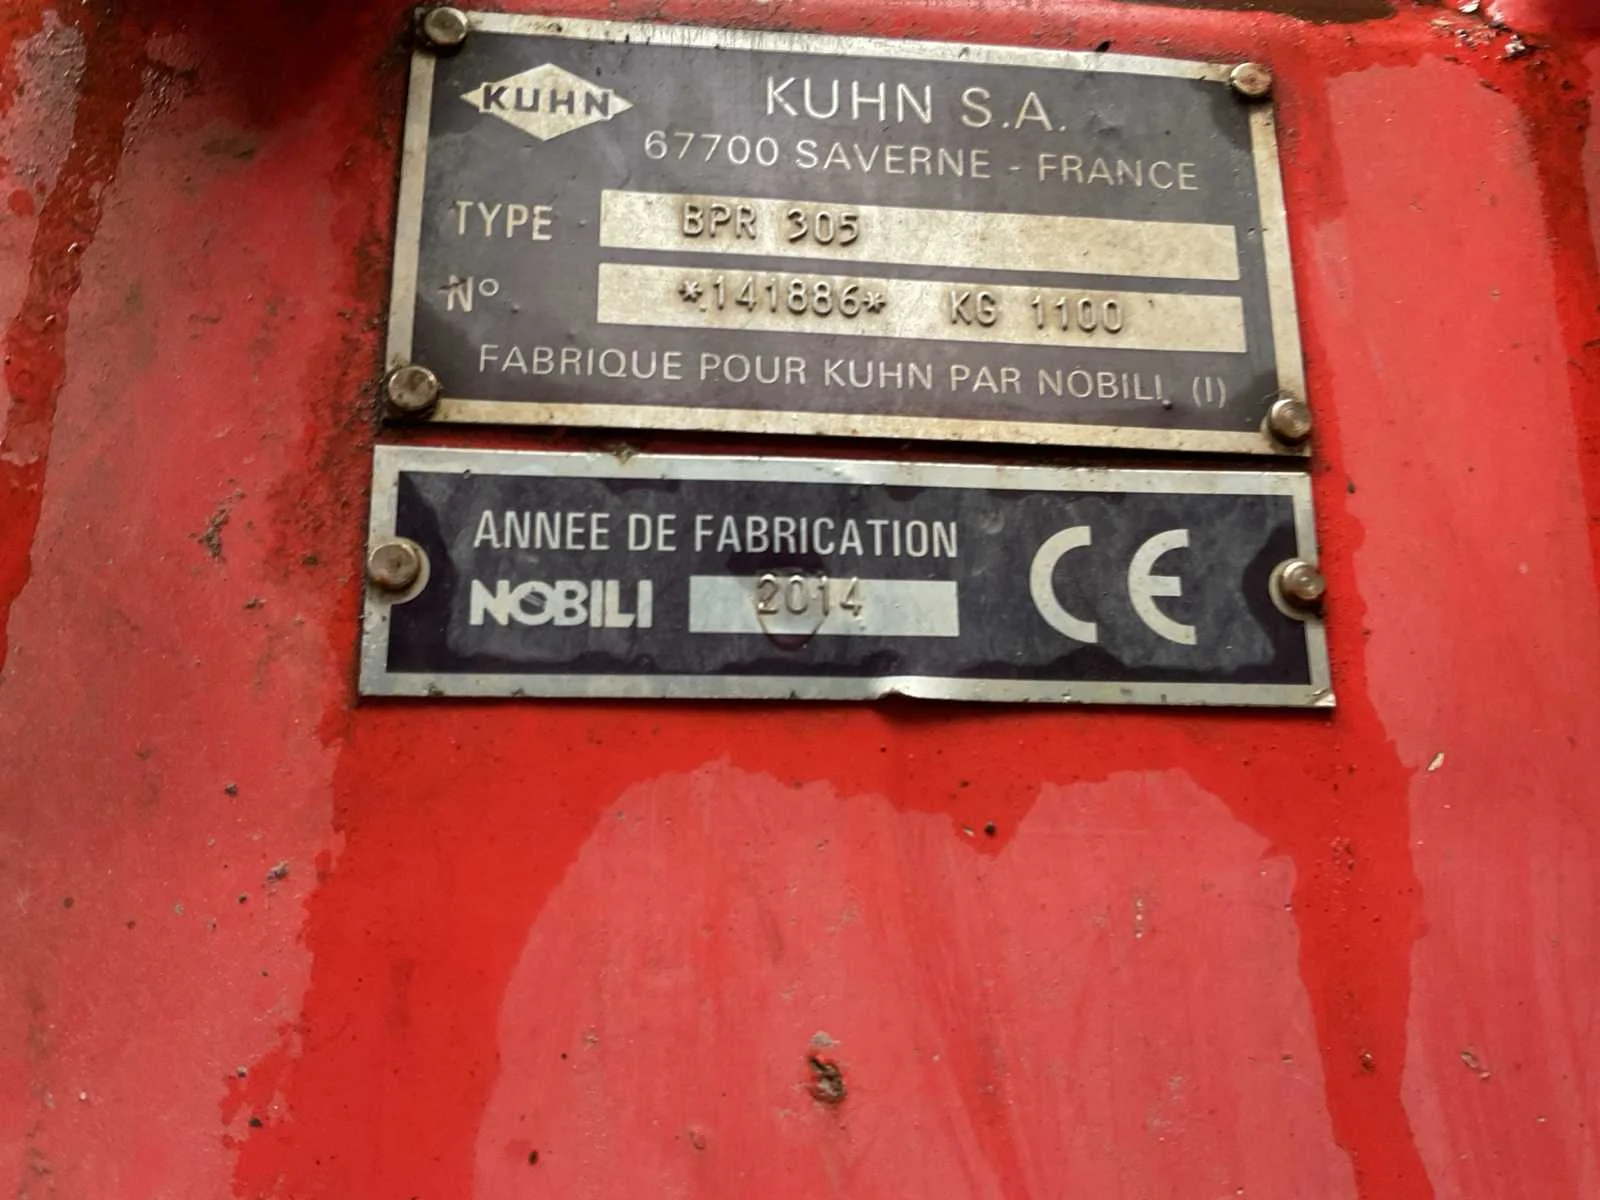 KUHN
KUHN S.A.
67700 SAVERNE - FRANCE
TYPE BPR 305
N° *141886* KG 1100
FABRIQUE POUR KUHN PAR NOBILI (I)
ANNEE DE FABRICATION
NOBILI 2014
CE